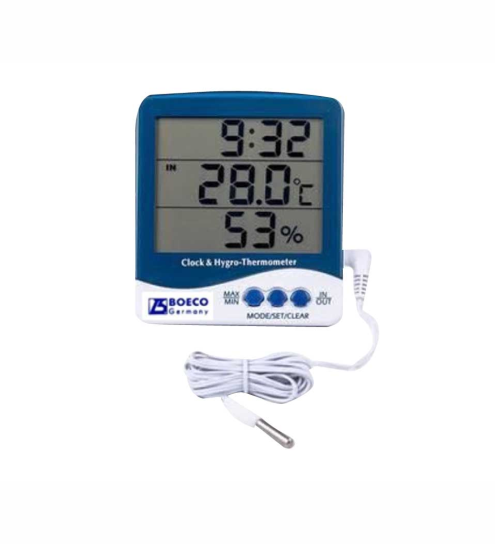 9:32
IN
28.0°C
53%
Clock & Hygro-Thermometer
MAX
MIN
IN
OUT
MODE/SET/CLEAR
BOECO
Germany